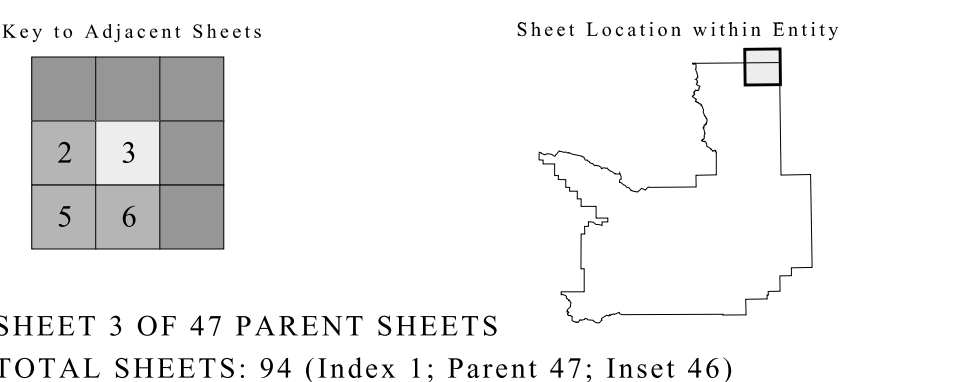 Key to Adjacent Sheets
Sheet Location within Entity
2 3
5 6
SHEET 3 OF 47 PARENT SHEETS
TOTAL SHEETS: 94 (Index 1; Parent 47; Inset 46)